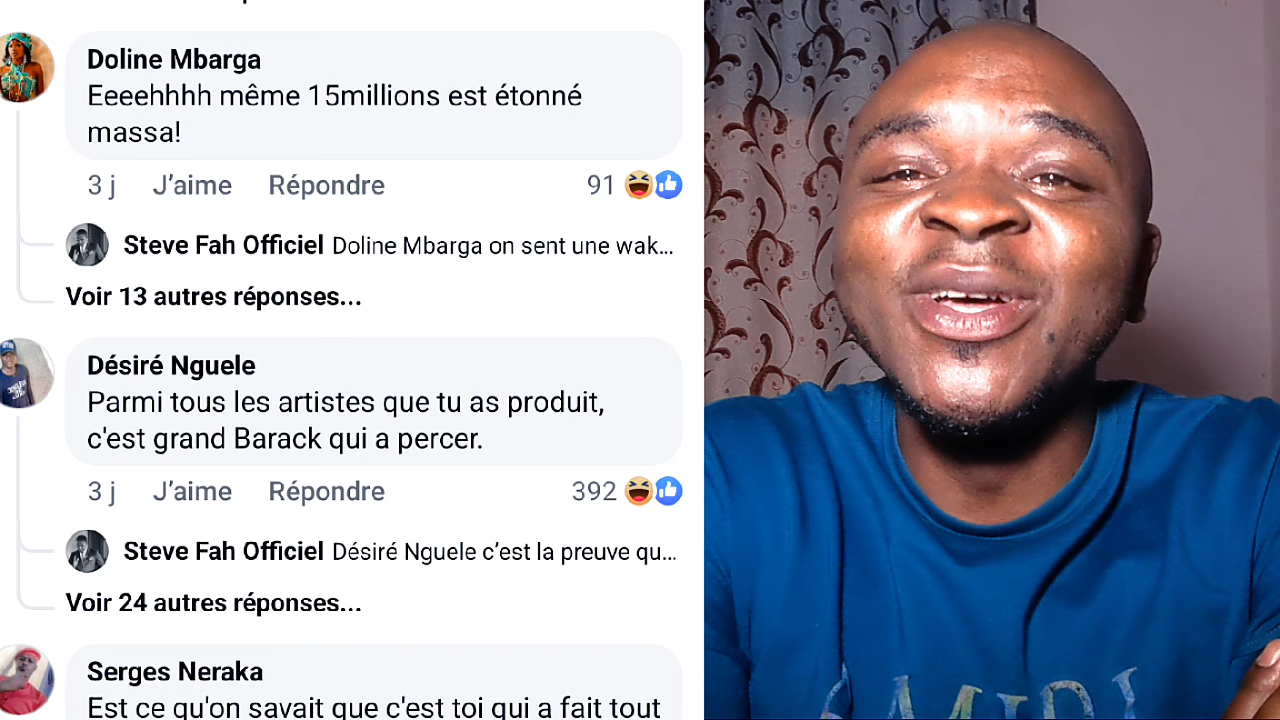 Doline Mbarga
Eeeehhhh même 15millions est étonné
massa!
3 j J’aime Répondre 91
Steve Fah Officiel Doline Mbarga on sent une wak...
Voir 13 autres réponses...
Désiré Nguele
Parmi tous les artistes que tu as produit,
c'est grand Barack qui a percer.
3 j J’aime Répondre 392
Steve Fah Officiel Désiré Nguele c’est la preuve qu...
Voir 24 autres réponses...
Serges Neraka
Est ce qu'on savait que c'est toi qui a fait tout